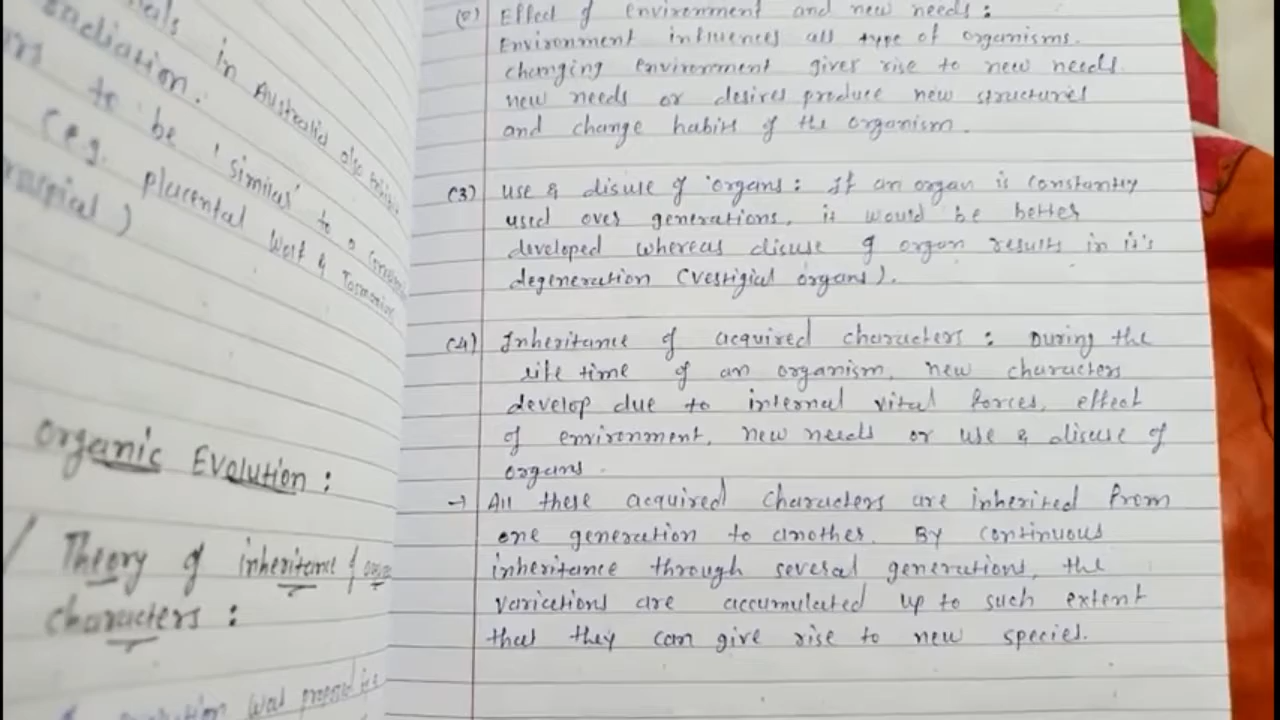 in Australia also
radiation.
to be 'similar' to a
(e.g. placental Wolf &
Organic Evolution :
Theory of inheritance of
characters :
Effect of environment and new needs :
Environment influences all type of organisms.
changing environment gives rise to new needs.
new needs or desires produce new structures
and change habits of the organism.
(3) Use & disuse of organs : If an organ is constantly
used over generations, it would be better
developed whereas disuse of organ results in it's
degeneration (vestigial organs).
(4) Inheritance of acquired characters : During the
life time of an organism, new characters
develop due to internal vital forces, effect
of environment, new needs or use & disuse of
organs.
→ All these acquired characters are inherited from
one generation to another. By continuous
inheritance through several generations, the
variations are accumulated up to such extent
that they can give rise to new species.